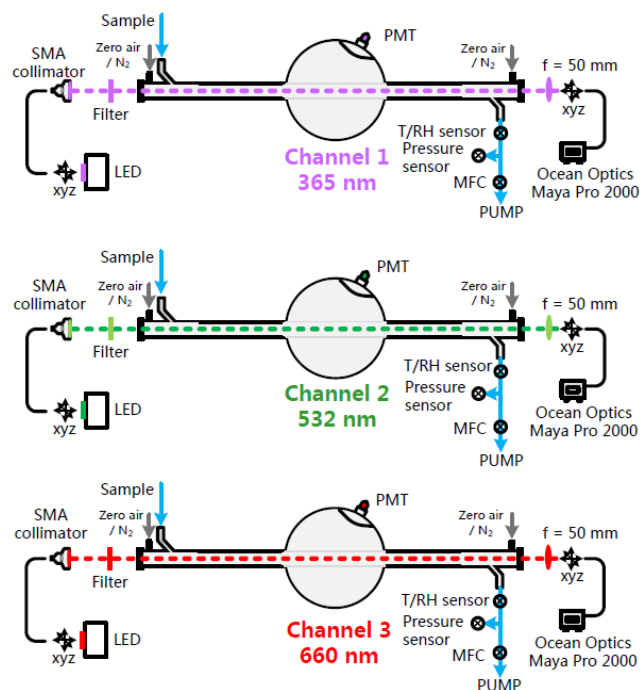 Sample
SMA
collimator
Zero air
/ N₂
PMT
Zero air
/ N₂
f = 50 mm
Filter
xyz
T/RH sensor
Channel 1
365 nm
Pressure
sensor
LED
xyz
MFC
Ocean Optics
Maya Pro 2000
PUMP
Sample
SMA
collimator
Zero air
/ N₂
PMT
Zero air
/ N₂
f = 50 mm
Filter
xyz
T/RH sensor
Channel 2
532 nm
Pressure
sensor
LED
xyz
MFC
Ocean Optics
Maya Pro 2000
PUMP
Sample
SMA
collimator
Zero air
/ N₂
PMT
Zero air
/ N₂
f = 50 mm
Filter
xyz
T/RH sensor
Channel 3
660 nm
Pressure
sensor
LED
xyz
MFC
Ocean Optics
Maya Pro 2000
PUMP